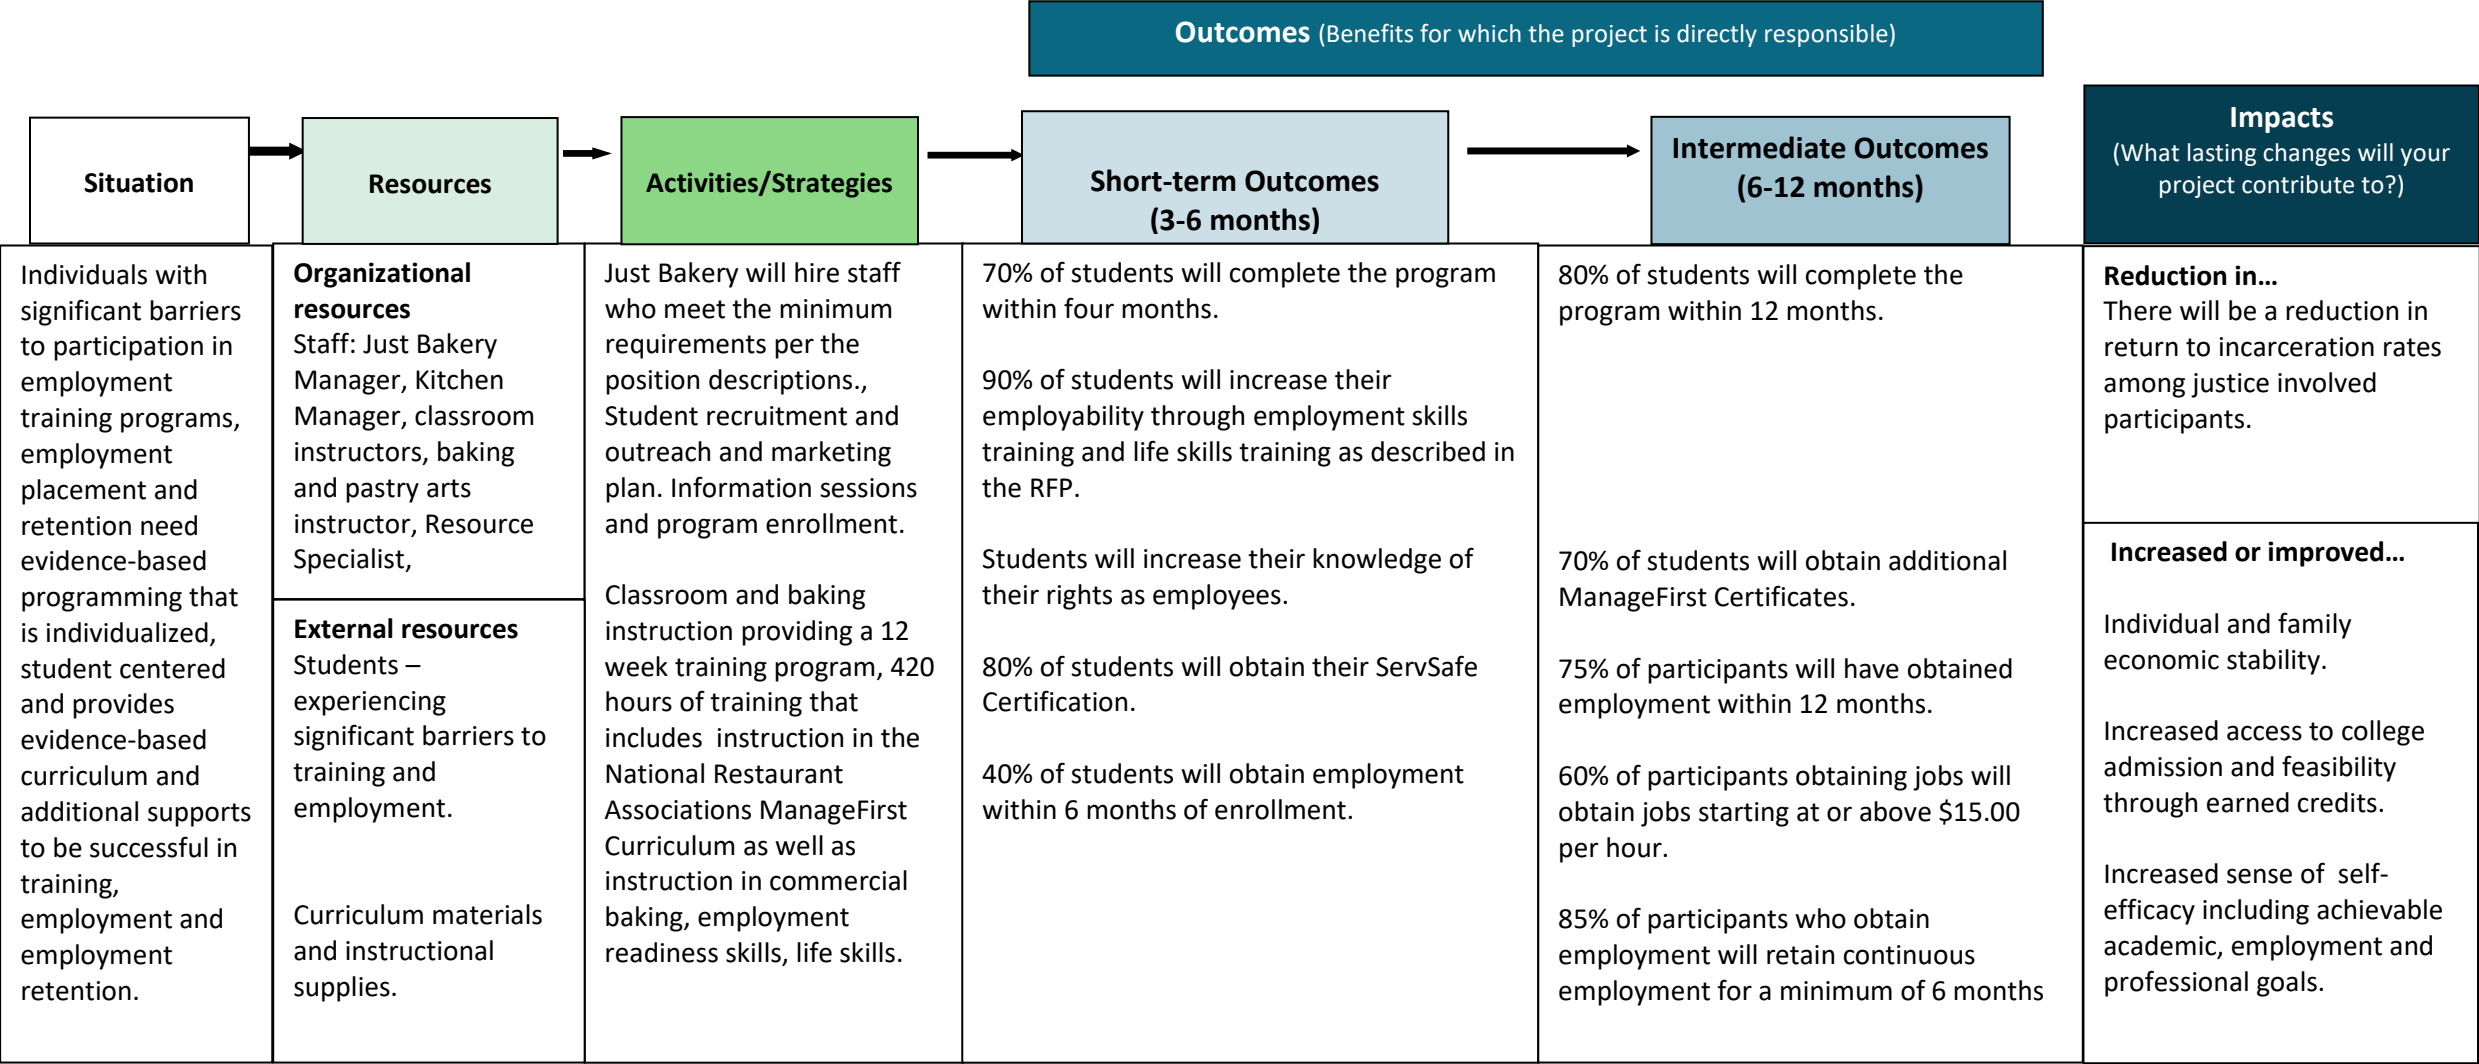 Outcomes (Benefits for which the project is directly responsible)
Situation
Resources
Activities/Strategies
Short-term Outcomes
(3-6 months)
Intermediate Outcomes
(6-12 months)
Impacts
(What lasting changes will your
project contribute to?)
Individuals with
significant barriers
to participation in
employment
training programs,
employment
placement and
retention need
evidence-based
programming that
is individualized,
student centered
and provides
evidence-based
curriculum and
additional supports
to be successful in
training,
employment and
employment
retention.
Organizational
resources
Staff: Just Bakery
Manager, Kitchen
Manager, classroom
instructors, baking
and pastry arts
instructor, Resource
Specialist,
External resources
Students –
experiencing
significant barriers to
training and
employment.
Curriculum materials
and instructional
supplies.
Just Bakery will hire staff
who meet the minimum
requirements per the
position descriptions.,
Student recruitment and
outreach and marketing
plan. Information sessions
and program enrollment.
Classroom and baking
instruction providing a 12
week training program, 420
hours of training that
includes  instruction in the
National Restaurant
Associations ManageFirst
Curriculum as well as
instruction in commercial
baking, employment
readiness skills, life skills.
70% of students will complete the program
within four months.
90% of students will increase their
employability through employment skills
training and life skills training as described in
the RFP.
Students will increase their knowledge of
their rights as employees.
80% of students will obtain their ServSafe
Certification.
40% of students will obtain employment
within 6 months of enrollment.
80% of students will complete the
program within 12 months.
70% of students will obtain additional
ManageFirst Certificates.
75% of participants will have obtained
employment within 12 months.
60% of participants obtaining jobs will
obtain jobs starting at or above $15.00
per hour.
85% of participants who obtain
employment will retain continuous
employment for a minimum of 6 months
Reduction in…
There will be a reduction in
return to incarceration rates
among justice involved
participants.
Increased or improved…
Individual and family
economic stability.
Increased access to college
admission and feasibility
through earned credits.
Increased sense of  self-
efficacy including achievable
academic, employment and
professional goals.